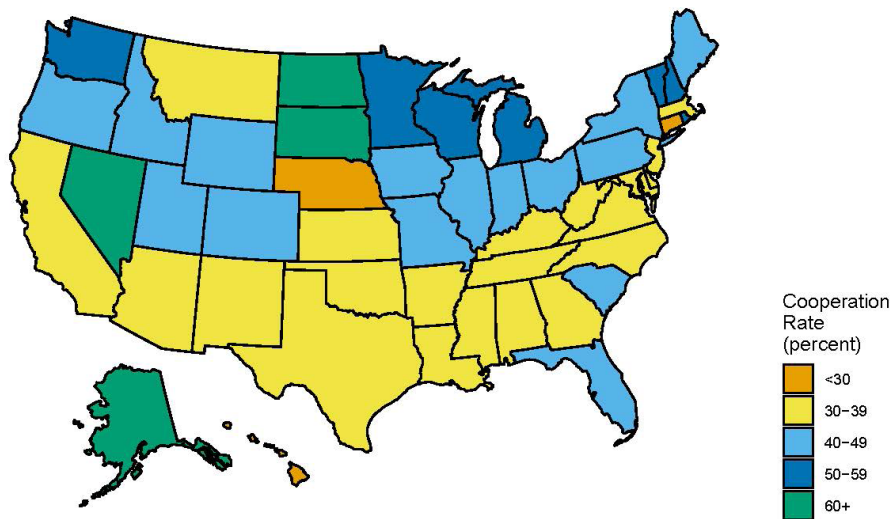 Cooperation
Rate
(percent)
<30
30−39
40−49
50−59
60+